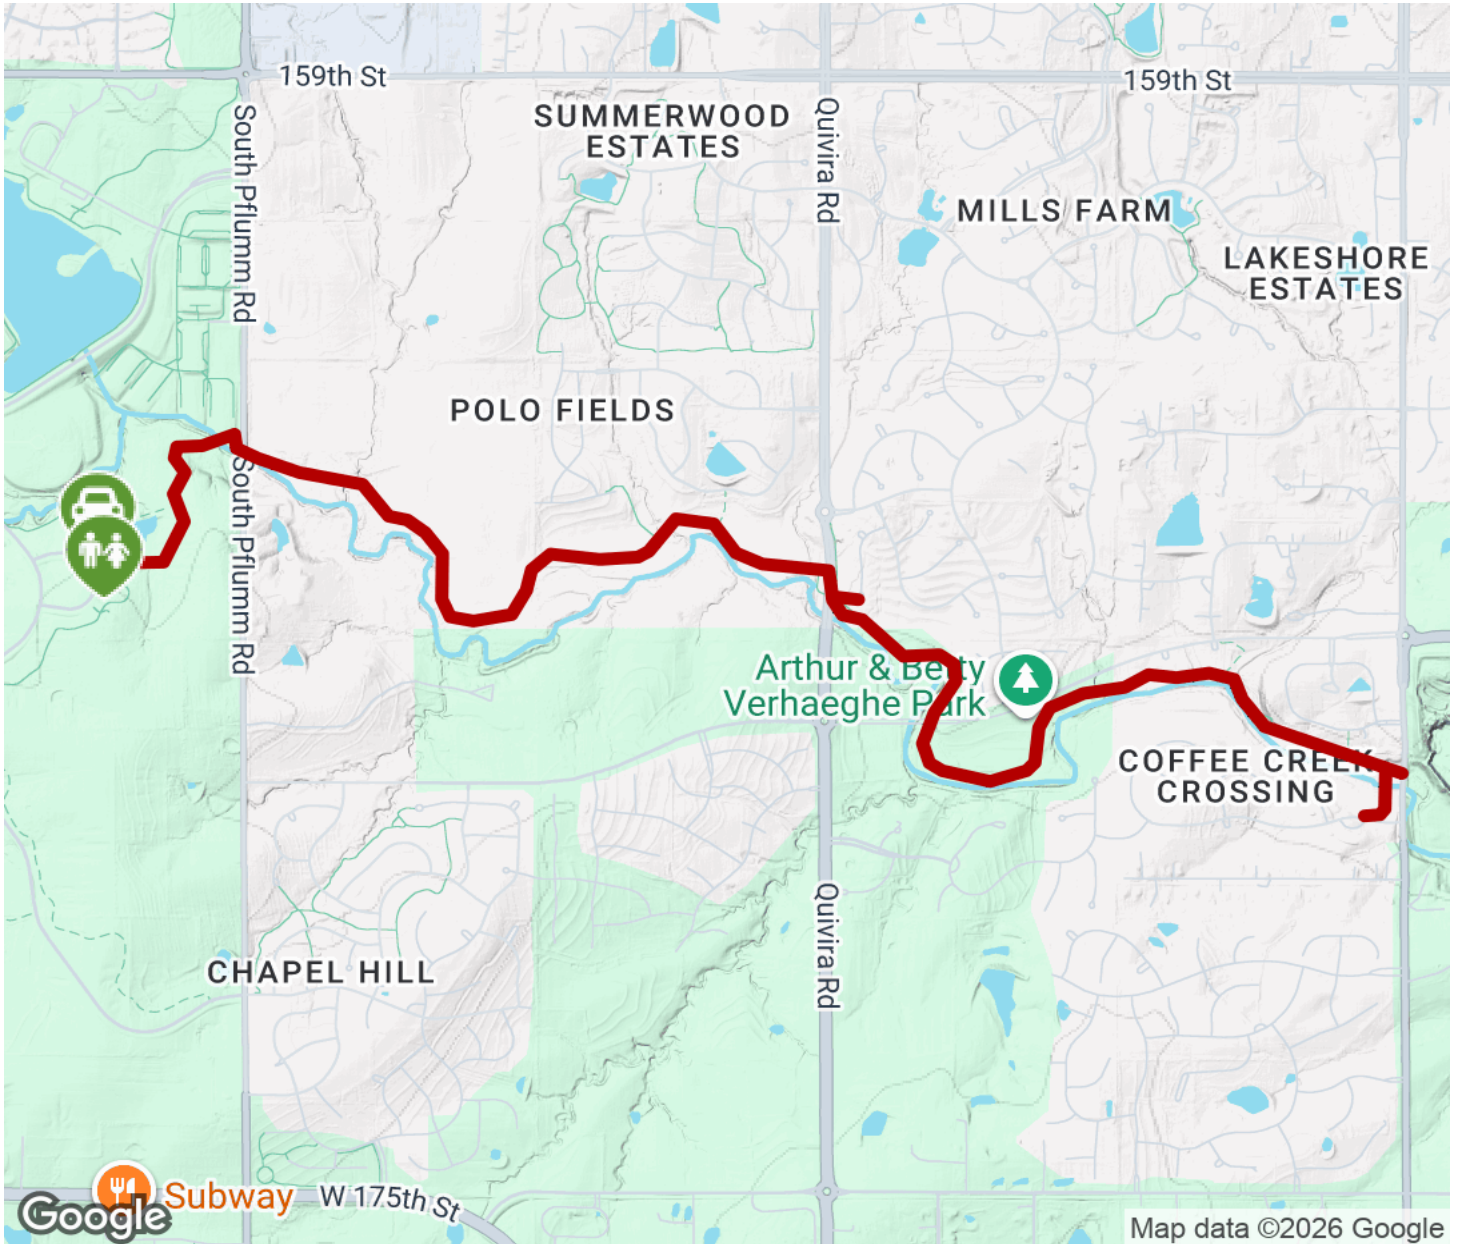 159th St
159th St
SUMMERWOOD
ESTATES
South Pflumm Rd
Quivira Rd
MILLS FARM
LAKESHORE
ESTATES
POLO FIELDS
South Pflumm Rd
Arthur & Betty
Verhaeghe Park
COFFEE CREEK
CROSSING
Quivira Rd
CHAPEL HILL
Subway
W 175th St
Google
Map data ©2026 Google